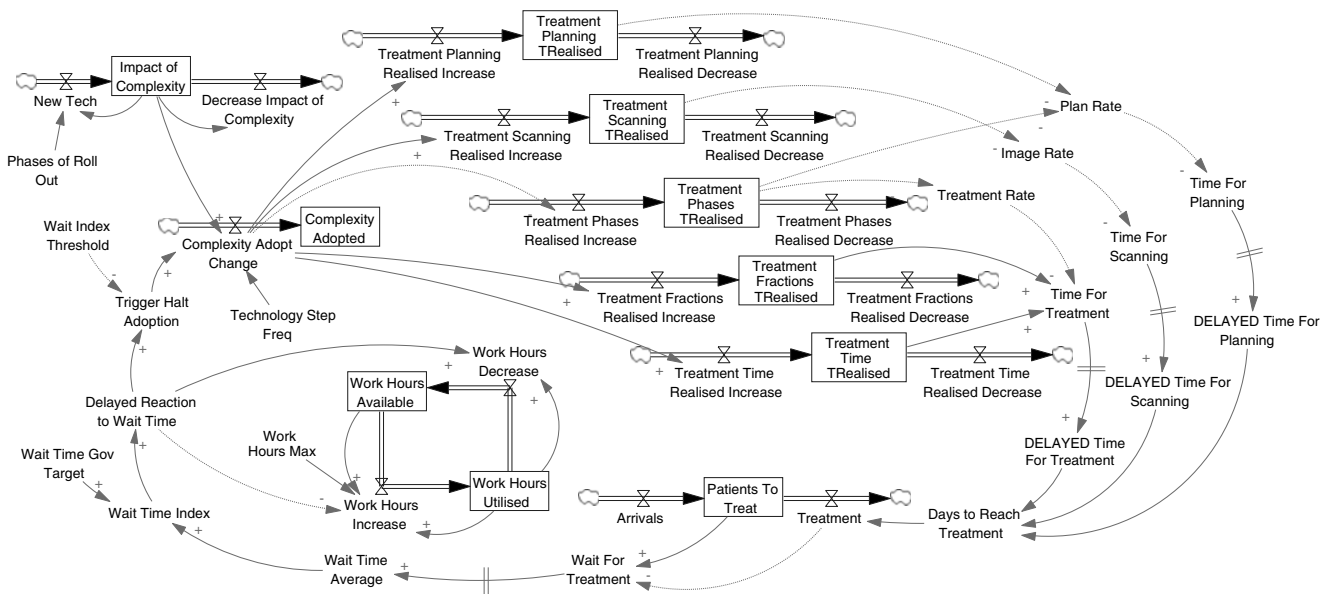 Treatment
Planning
TRealised
Treatment Planning
Realised Increase
Treatment Planning
Realised Decrease
Impact of
Complexity
New Tech
Decrease Impact of
Complexity
Phases of Roll
Out
Treatment
Scanning
TRealised
Treatment Scanning
Realised Increase
Treatment Scanning
Realised Decrease
Plan Rate
Image Rate
Time For
Planning
Treatment
Phases
TRealised
Treatment Phases
Realised Increase
Treatment Phases
Realised Decrease
Treatment Rate
Wait Index
Threshold
Complexity
Adopted
Complexity Adopt
Change
Time For
Scanning
Trigger Halt
Adoption
Technology Step
Freq
Treatment
Fractions
TRealised
Treatment Fractions
Realised Increase
Treatment Fractions
Realised Decrease
Time For
Treatment
DELAYED Time For
Planning
Treatment
Time
TRealised
Treatment Time
Realised Increase
Treatment Time
Realised Decrease
Work Hours
Decrease
DELAYED Time For
Scanning
Work Hours
Available
Delayed Reaction
to Wait Time
Work
Hours Max
DELAYED Time
For Treatment
Wait Time Gov
Target
Work Hours
Utilised
Wait Time Index
Work Hours
Increase
Patients To
Treat
Arrivals
Treatment
Days to Reach
Treatment
Wait Time
Average
Wait For
Treatment